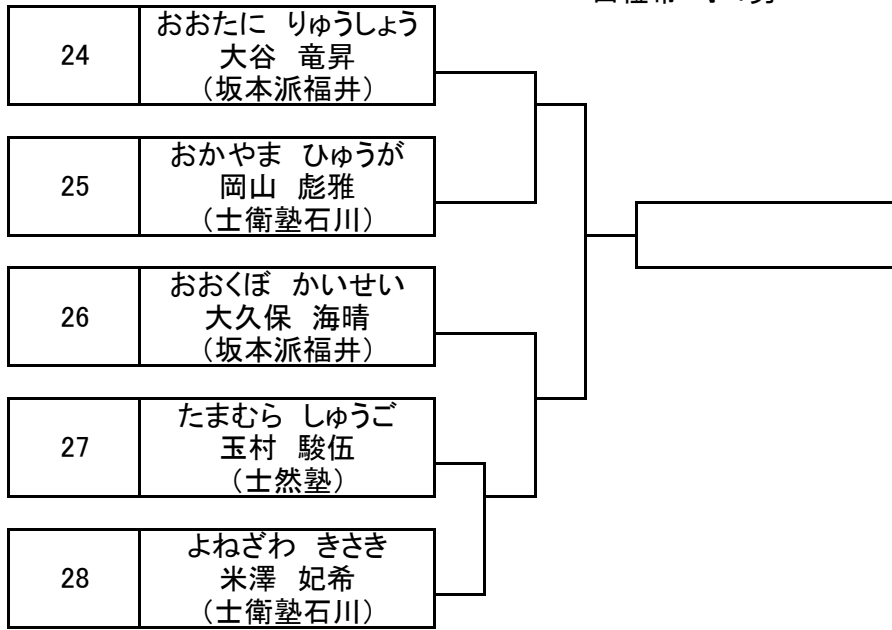 24
おおたに りゅうしょう
大谷 竜昇
(坂本派福井)
25
おかやま ひゅうが
岡山 彪雅
(士衛塾石川)
26
おおくぼ かいせい
大久保 海晴
(坂本派福井)
27
たまむら しゅうご
玉村 駿伍
(士然塾)
28
よねざわ きさき
米澤 妃希
(士衛塾石川)